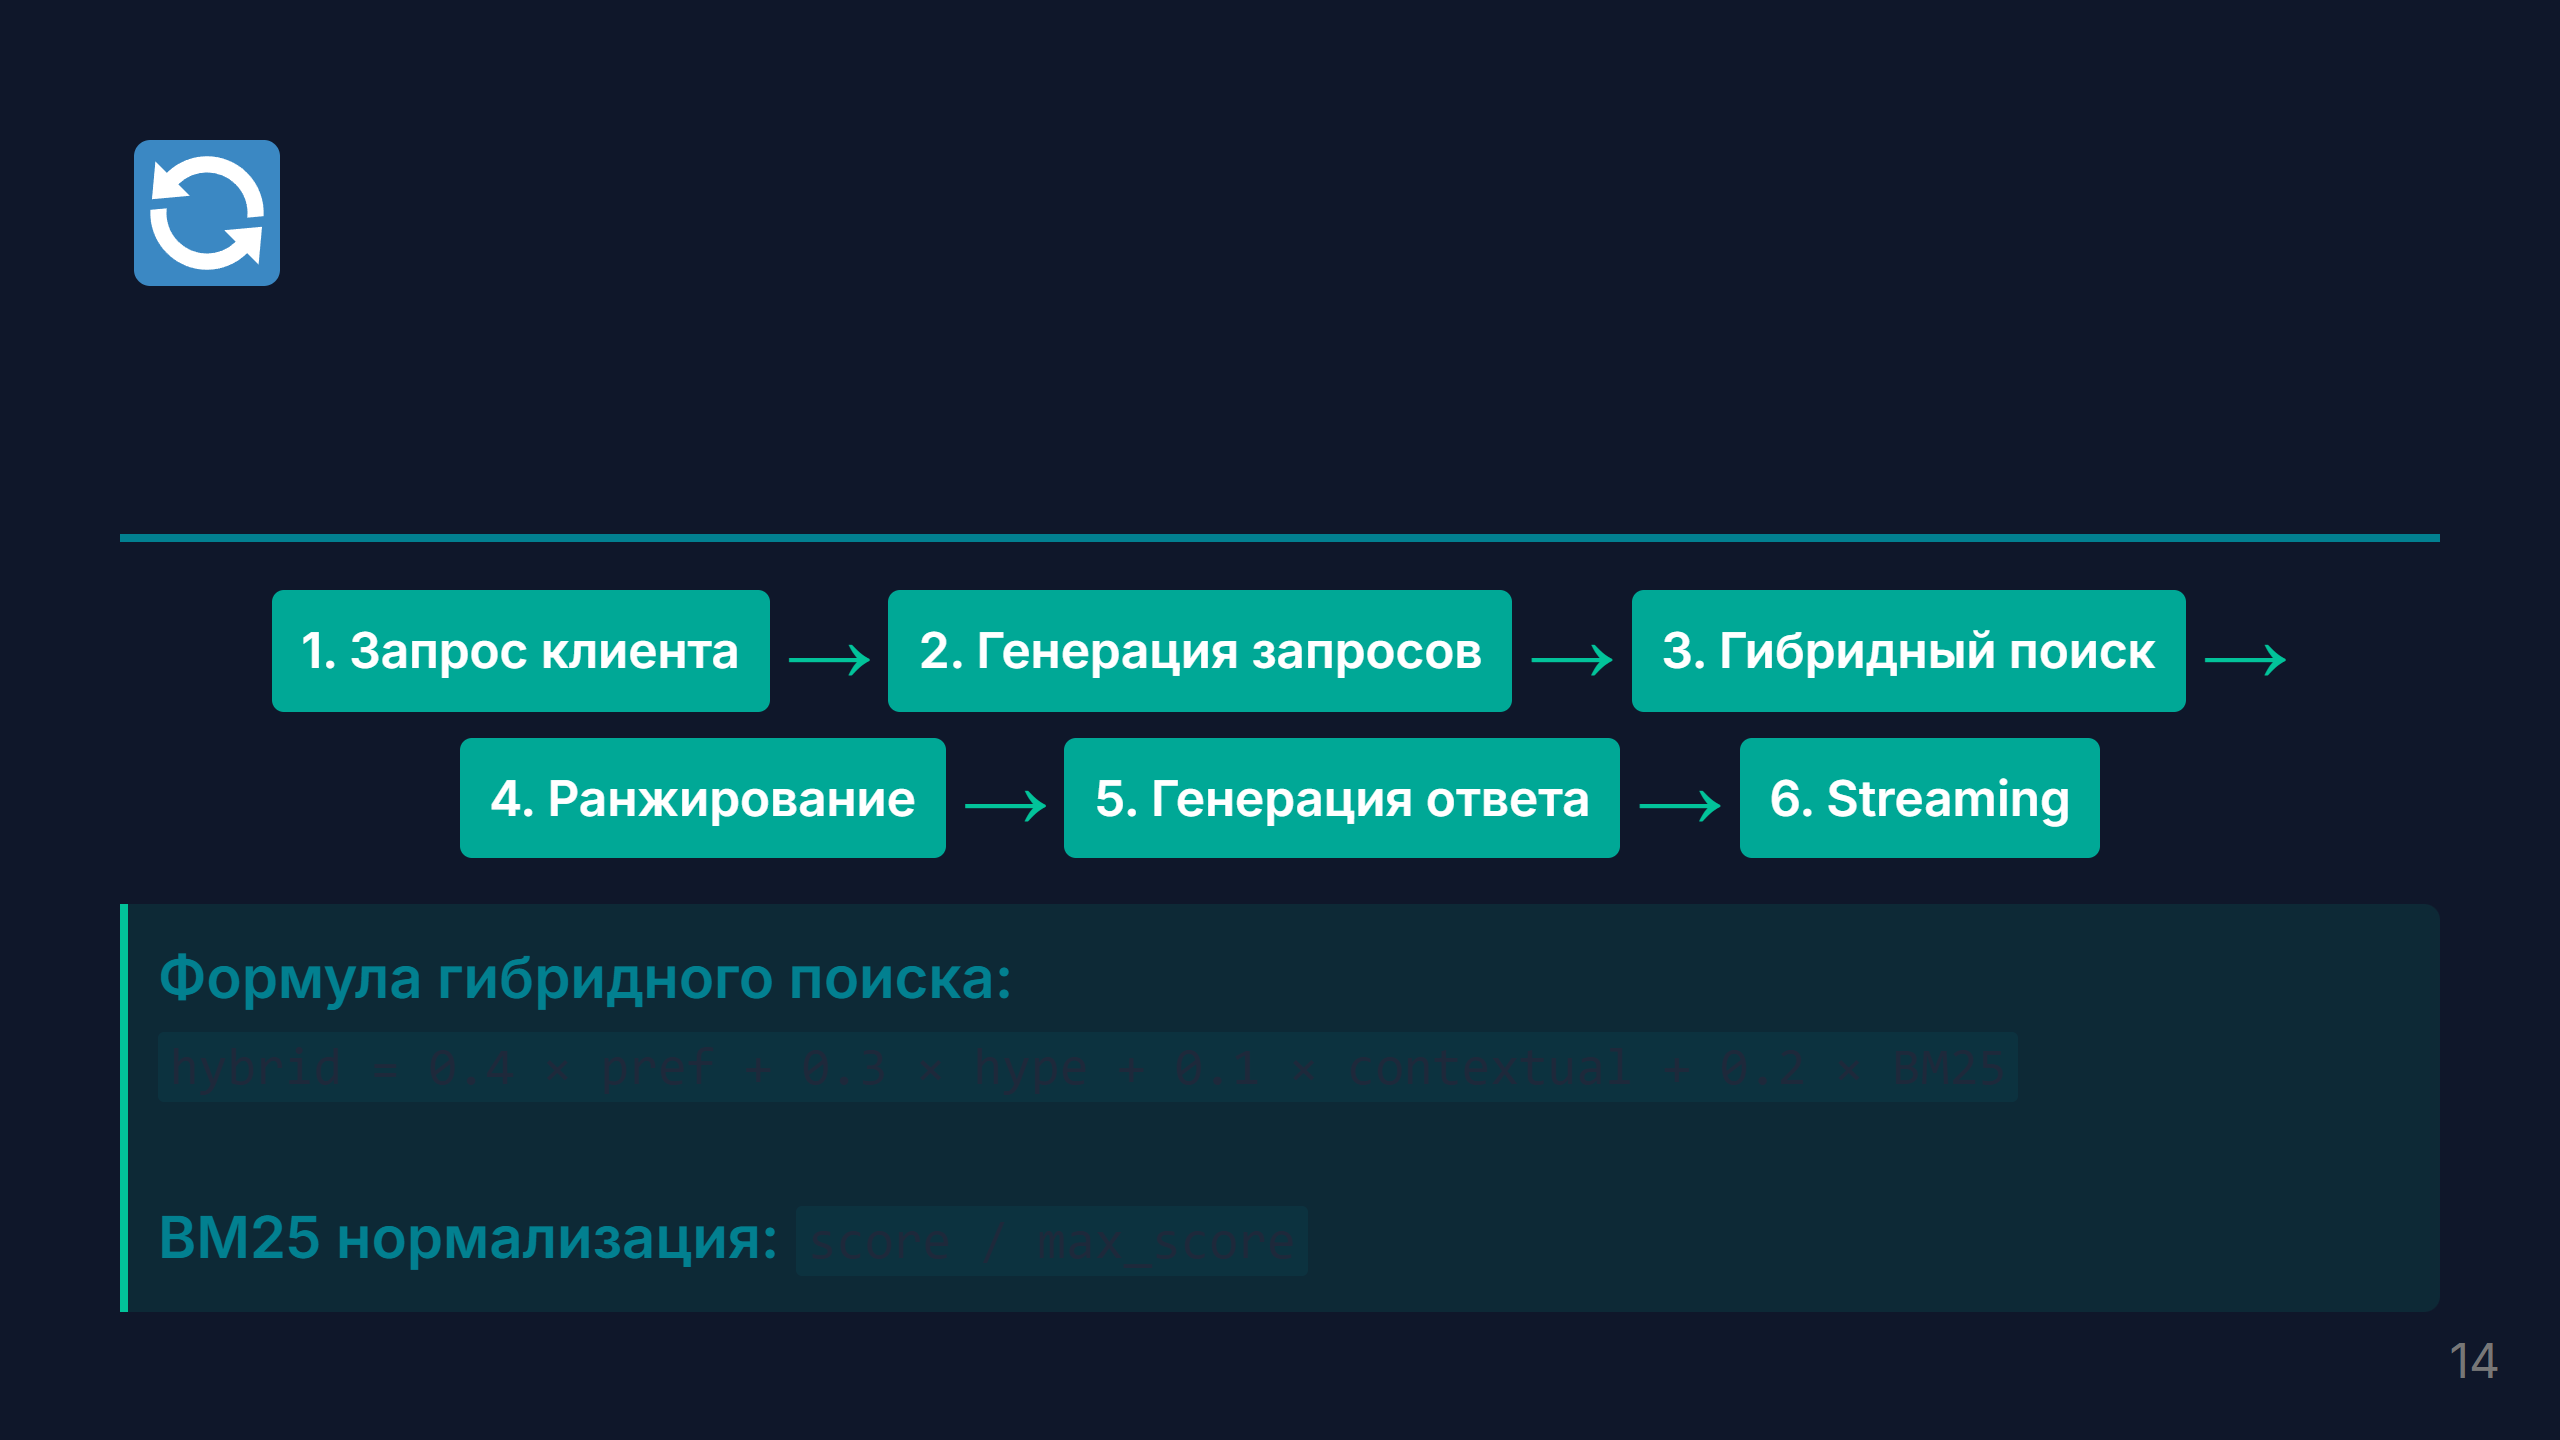 1. Запрос клиента → 2. Генерация запросов → 3. Гибридный поиск →
4. Ранжирование → 5. Генерация ответа → 6. Streaming
Формула гибридного поиска:
hybrid = 0.4 × pref + 0.3 × hype + 0.1 × contextual + 0.2 × BM25
BM25 нормализация: score / max_score
14